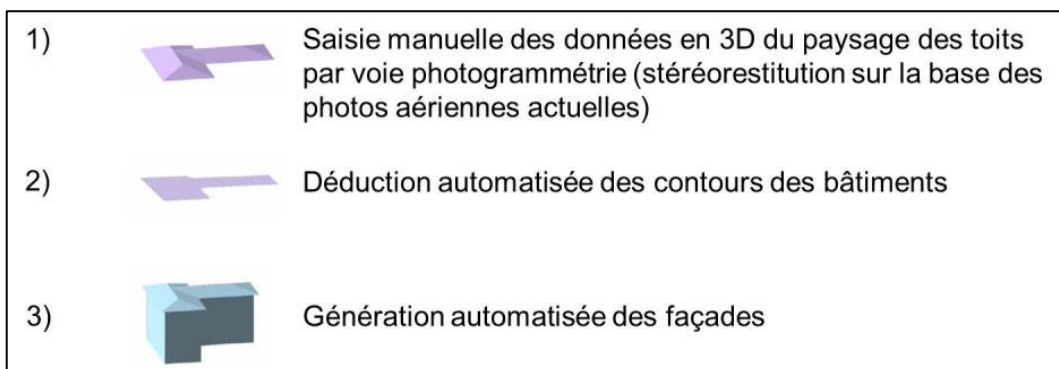 1) Saisie manuelle des données en 3D du paysage des toits
par voie photogrammétrie (stéréorestitution sur la base des
photos aériennes actuelles)
2) Déduction automatisée des contours des bâtiments
3) Génération automatisée des façades